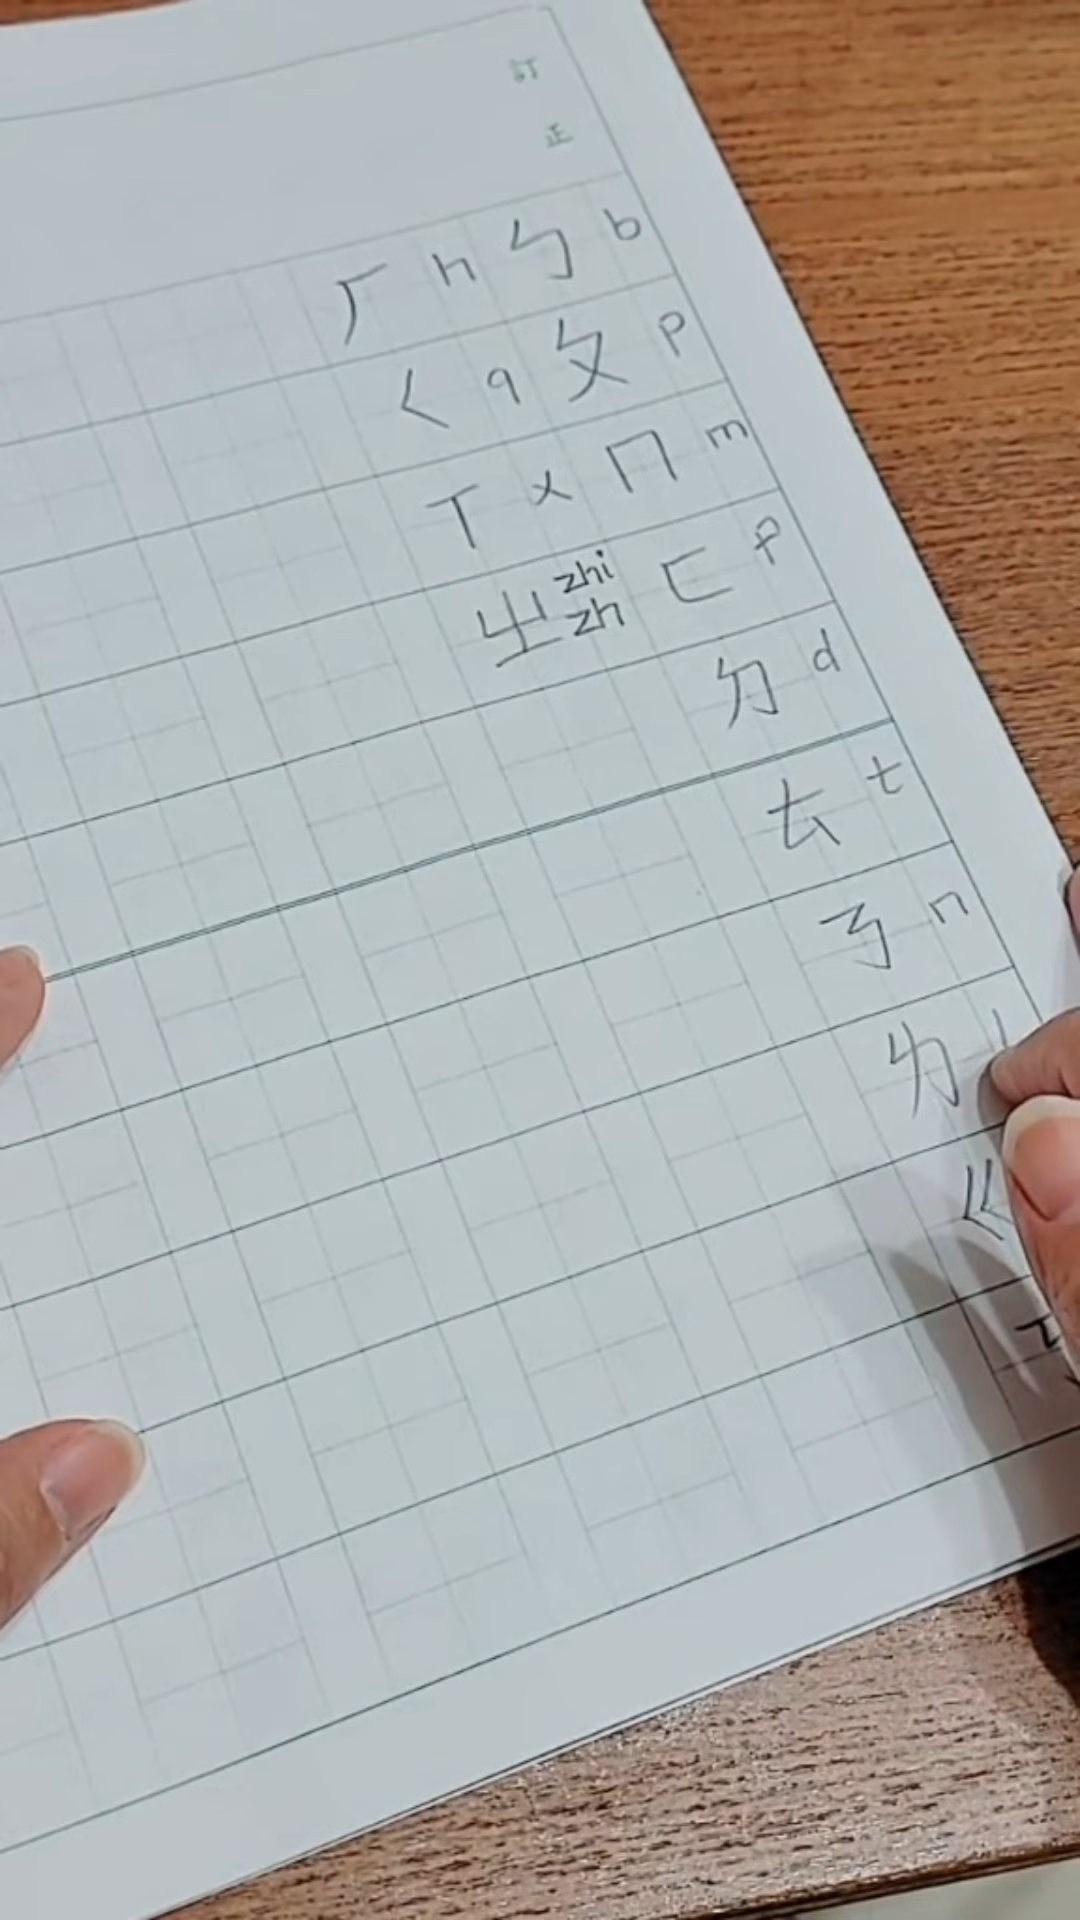 訂正
b ㄅ
p ㄆ
m ㄇ
f ㄈ
d ㄉ
t ㄊ
n ㄋ
ㄌ
ㄍ
h ㄏ
q ㄑ
x ㄒ
zhi
zh ㄓ